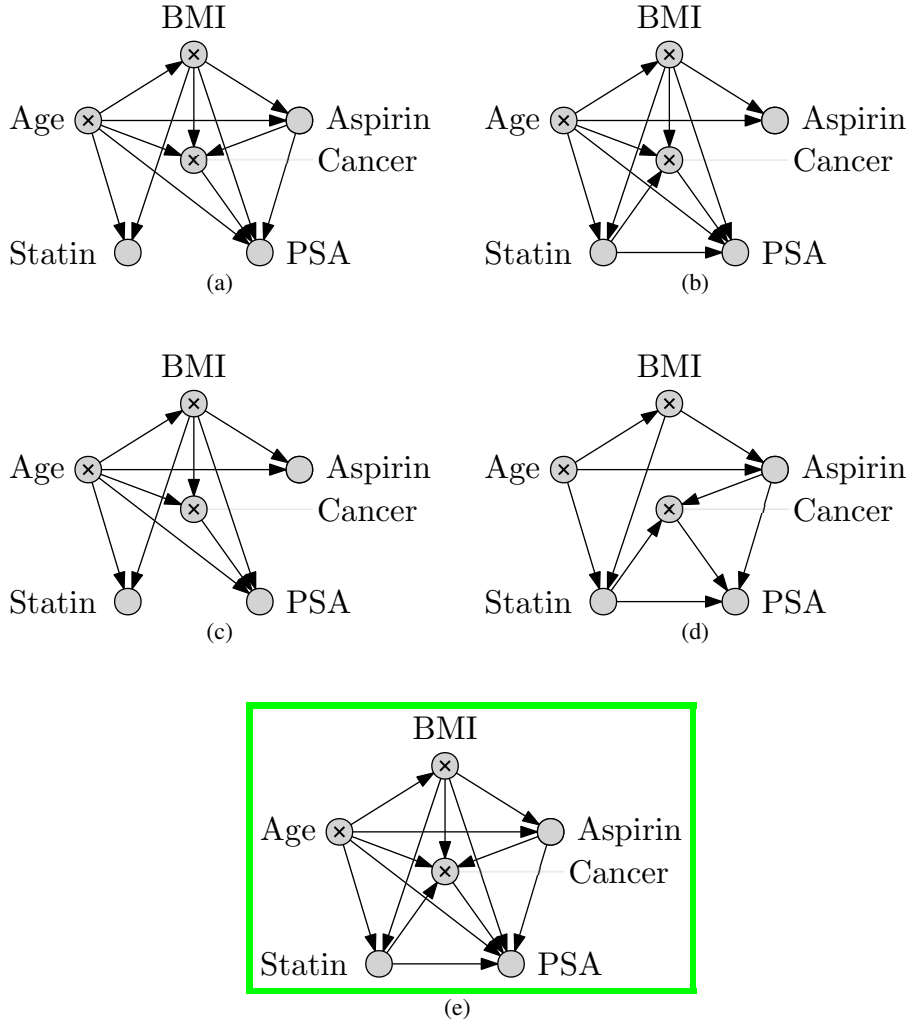 BMI
BMI
Age
Aspirin
Age
Aspirin
Cancer
Cancer
Statin
PSA
Statin
PSA
(a)
(b)
BMI
BMI
Age
Aspirin
Age
Aspirin
Cancer
Cancer
Statin
PSA
Statin
PSA
(c)
(d)
BMI
Age
Aspirin
Cancer
Statin
PSA
(e)